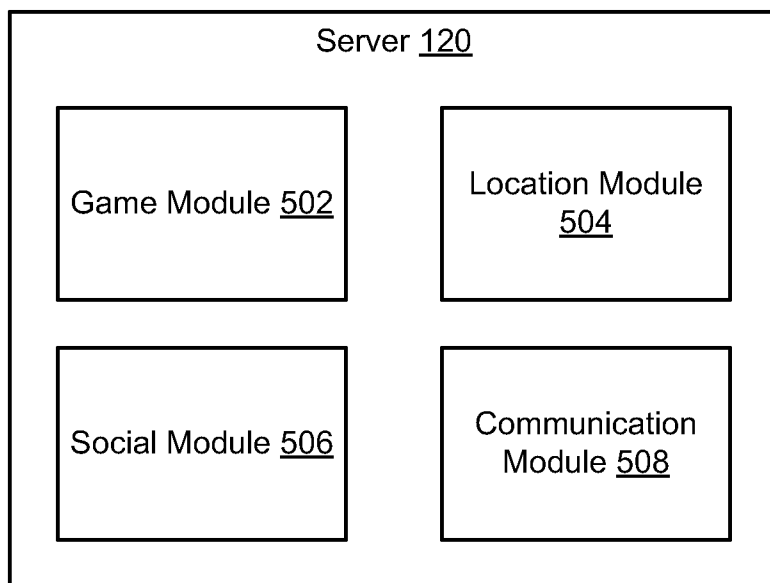 Server 120
Game Module 502
Location Module
504
Social Module 506
Communication
Module 508